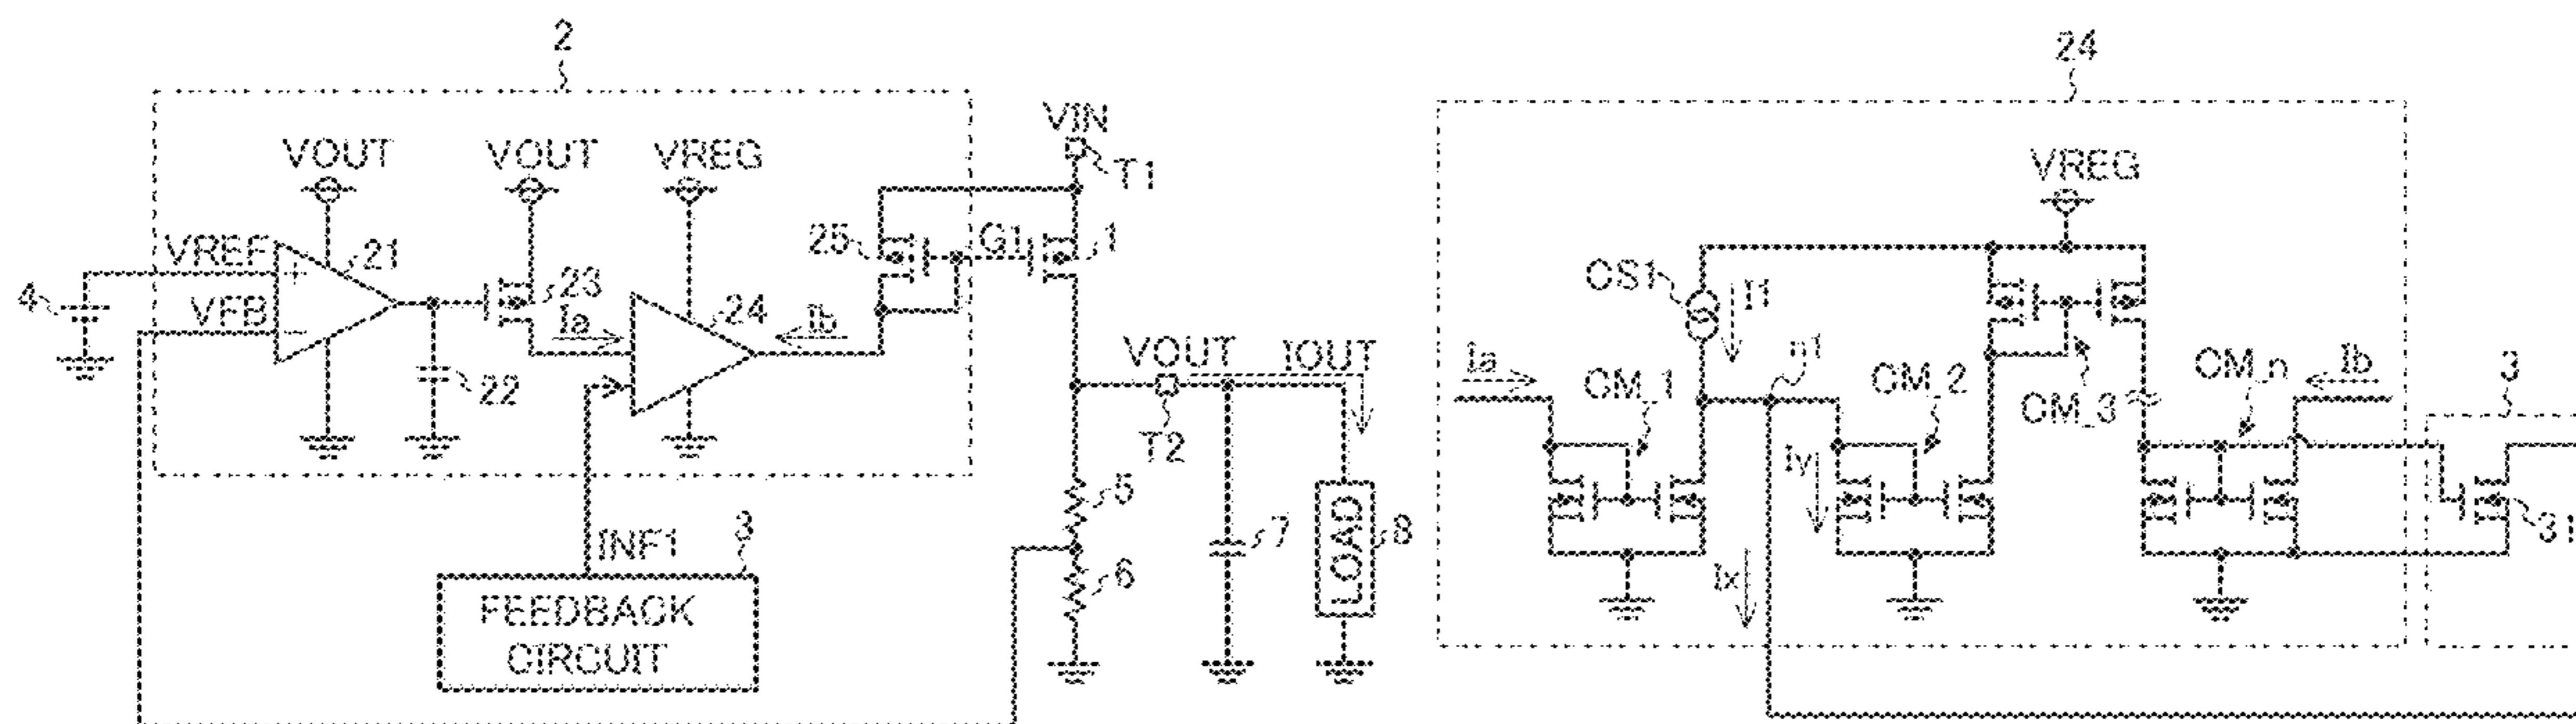 2
VOUT
VOUT
VREG
VIN
T1
25
G1
1
VREF
21
4
VFB
23
24
Ia
Ib
22
VOUT
IOUT
T2
5
INF1
3
6
7
LOAD
8
FEEDBACK
CIRCUIT
24
VREG
CS1
I1
n1
Ia
CM_1
CM_2
CM_3
CM_n
Ib
3
Iy
Ix
31